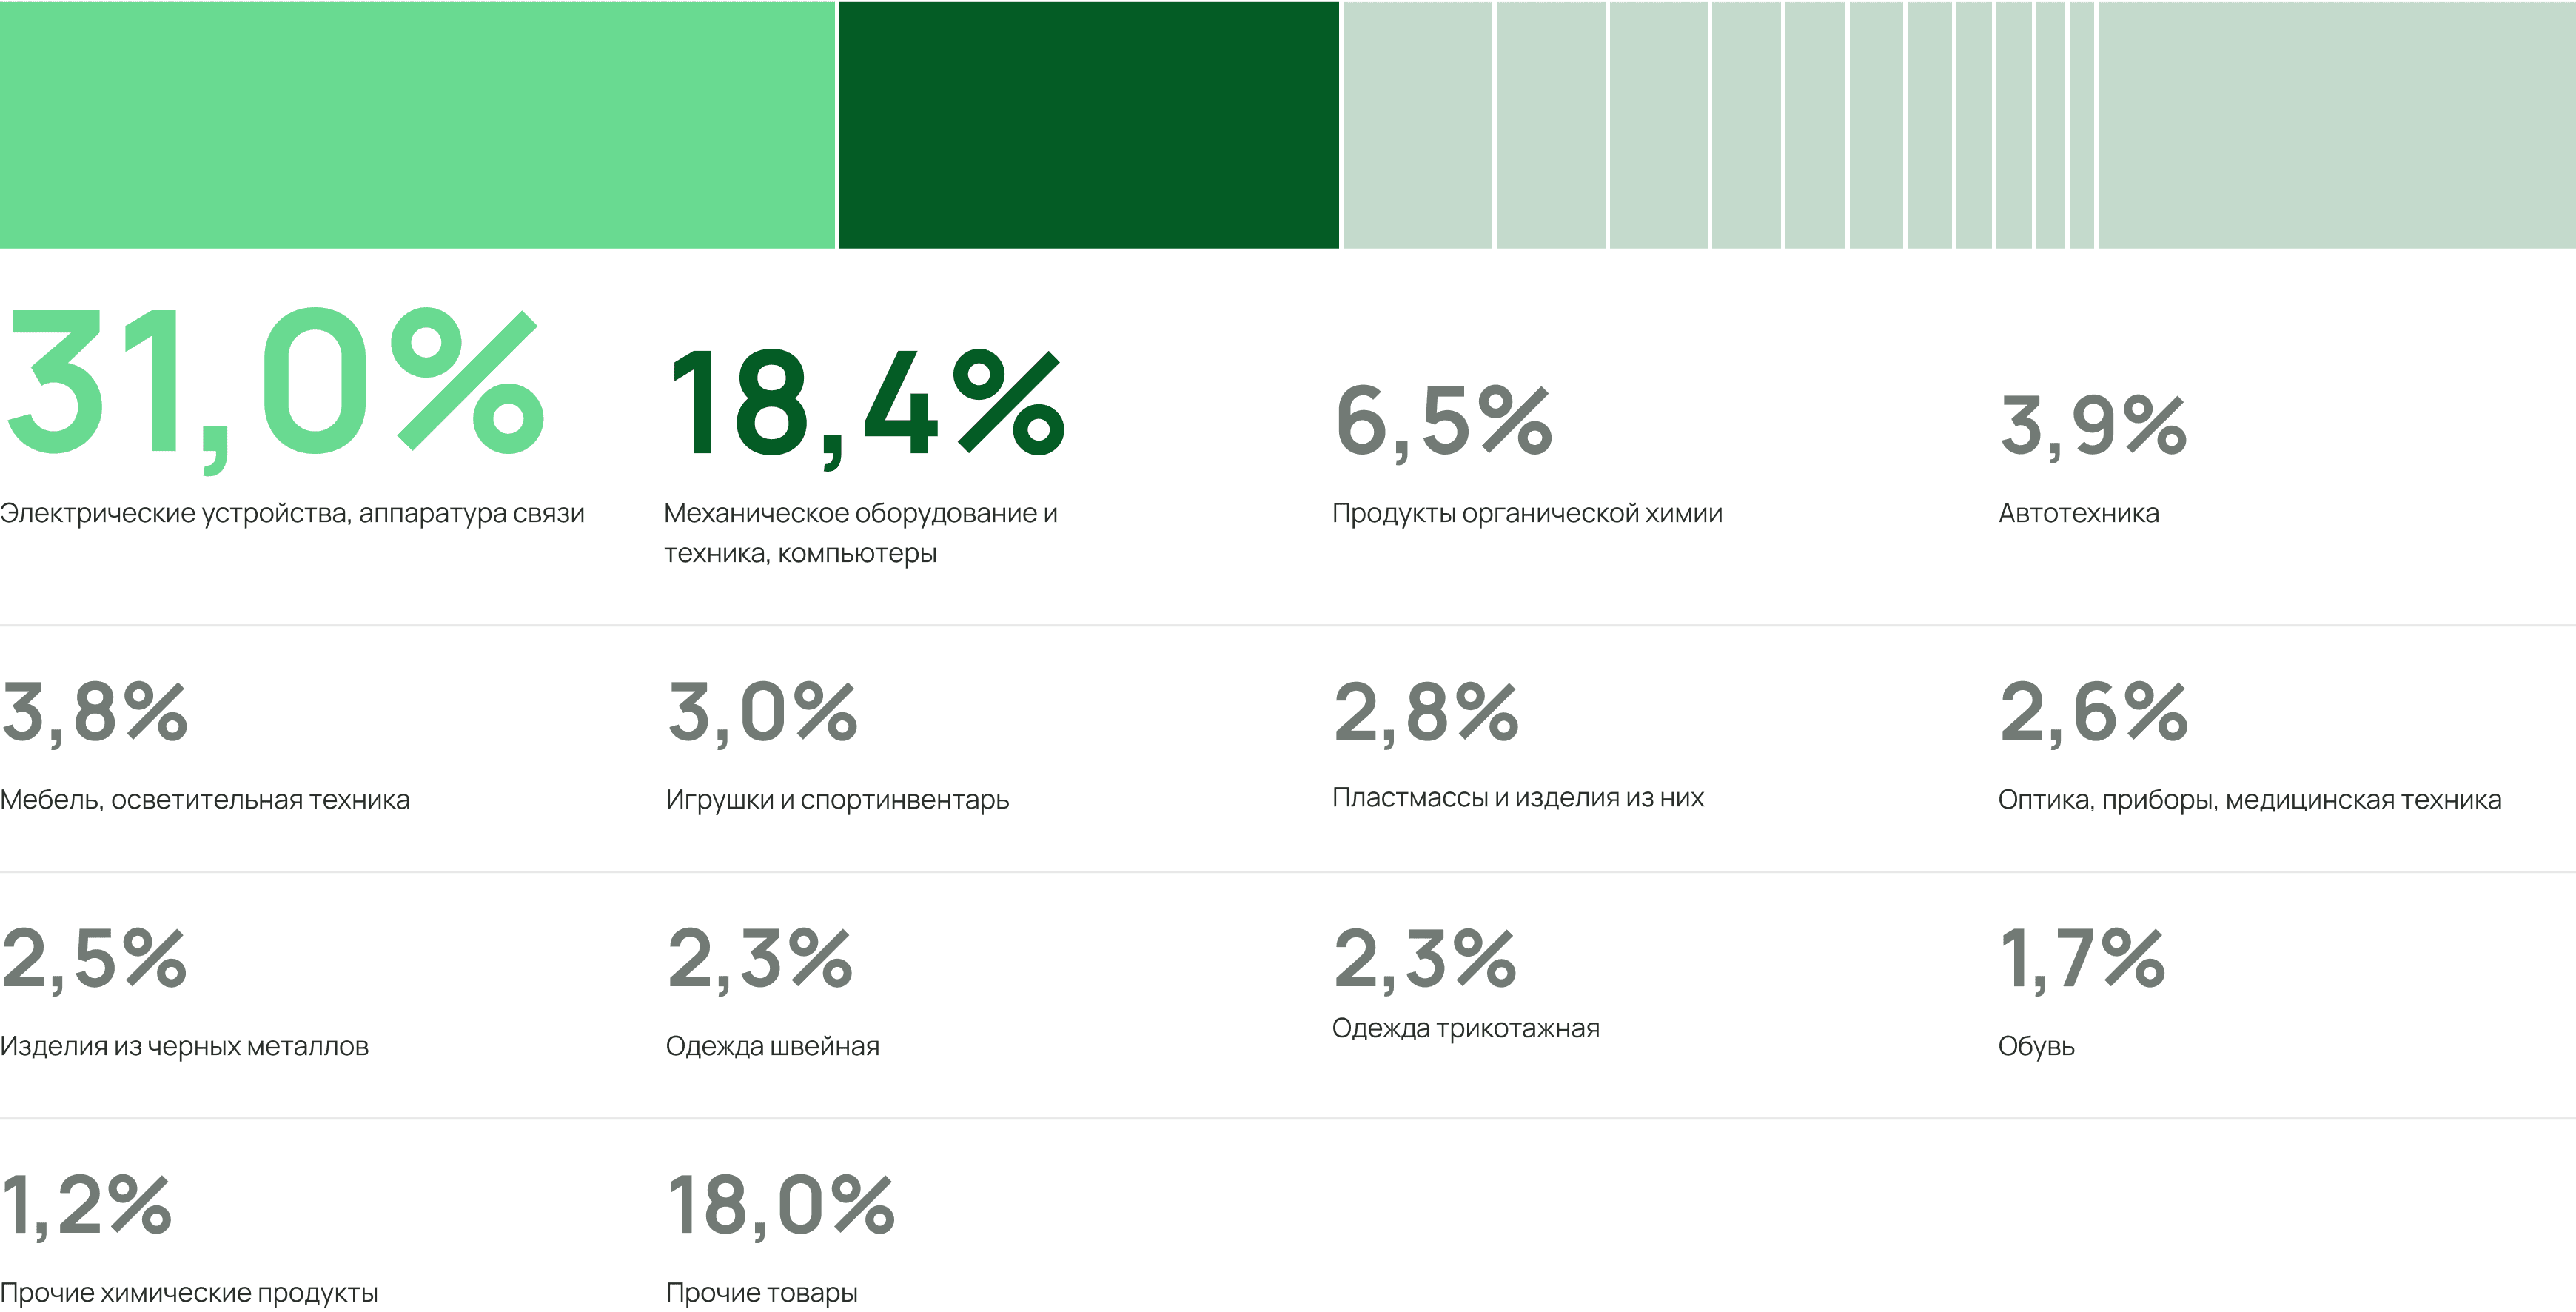 31,0%
Электрические устройства, аппаратура связи
18,4%
Механическое оборудование и
техника, компьютеры
6,5%
Продукты органической химии
3,9%
Автотехника
3,8%
Мебель, осветительная техника
3,0%
Игрушки и спортинвентарь
2,8%
Пластмассы и изделия из них
2,6%
Оптика, приборы, медицинская техника
2,5%
Изделия из черных металлов
2,3%
Одежда швейная
2,3%
Одежда трикотажная
1,7%
Обувь
1,2%
Прочие химические продукты
18,0%
Прочие товары